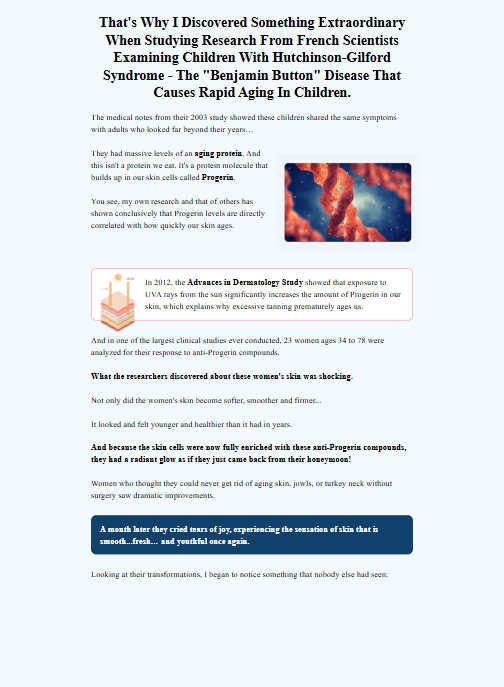 That's Why I Discovered Something Extraordinary
When Studying Research From French Scientists
Examining Children With Hutchinson-Gilford
Syndrome - The "Benjamin Button" Disease That
Causes Rapid Aging In Children.
The medical notes from their 2003 study showed these children shared the same symptoms
with adults who looked far beyond their years…
They had massive levels of an aging protein. And
this isn't a protein we eat. It's a protein molecule that
builds up in our skin cells called Progerin.
You see, my own research and that of others has
shown conclusively that Progerin levels are directly
correlated with how quickly our skin ages.
In 2012, the Advances in Dermatology Study showed that exposure to
UVA rays from the sun significantly increases the amount of Progerin in our
skin, which explains why excessive tanning prematurely ages us.
And in one of the largest clinical studies ever conducted, 23 women ages 34 to 78 were
analyzed for their response to anti-Progerin compounds.
What the researchers discovered about these women's skin was shocking.
Not only did the women's skin become softer, smoother and firmer...
It looked and felt younger and healthier than it had in years.
And because the skin cells were now fully enriched with these anti-Progerin compounds,
they had a radiant glow as if they just came back from their honeymoon!
Women who thought they could never get rid of aging skin, jowls, or turkey neck without
surgery saw dramatic improvements.
A month later they cried tears of joy, experiencing the sensation of skin that is
smooth...fresh... and youthful once again.
Looking at their transformations, I began to notice something that nobody else had seen: